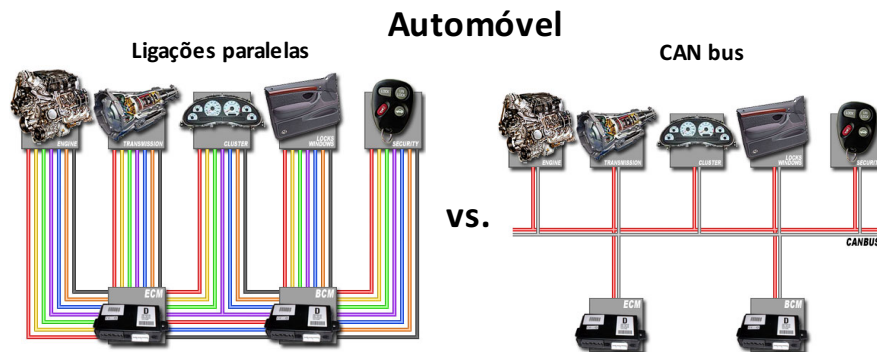 Automóvel
Ligações paralelas
CAN bus
ENGINE
TRANSMISSION
CLUSTER
LOCKS
WINDOWS
SECURITY
ECM
BCM
D
D
vs.
ENGINE
TRANSMISSION
CLUSTER
LOCKS
WINDOWS
SECURITY
CANBUS
ECM
BCM
D
D